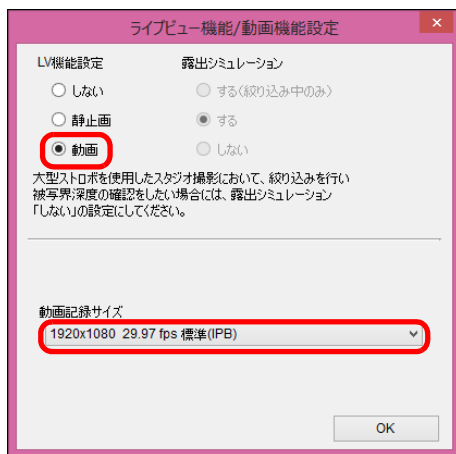 ライブビュー機能/動画機能設定
LV機能設定
露出シミュレーション
しない
する(絞り込み中のみ)
静止画
する
動画
しない
大型ストロボを使用したスタジオ撮影において、絞り込みを行い
被写界深度の確認をしたい場合には、露出シミュレーション
「しない」の設定にしてください。
動画記録サイズ
1920x1080 29.97 fps 標準(IPB)
OK